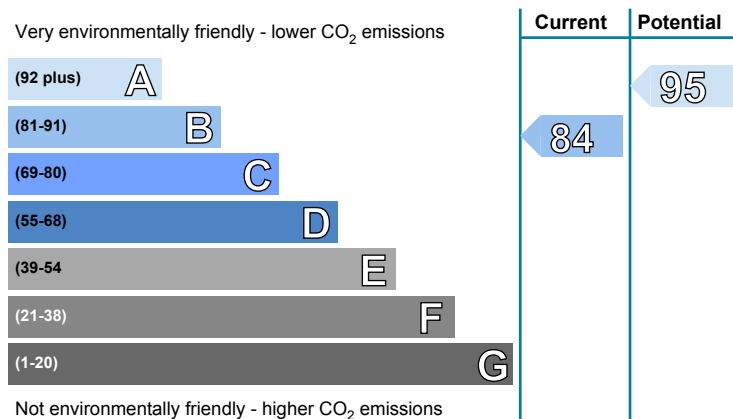 Current Potential
Very environmentally friendly - lower CO2 emissions
(92 plus) A 95
(81-91) B 84
(69-80) C
(55-68) D
(39-54 E
(21-38) F
(1-20) G
Not environmentally friendly - higher CO2 emissions